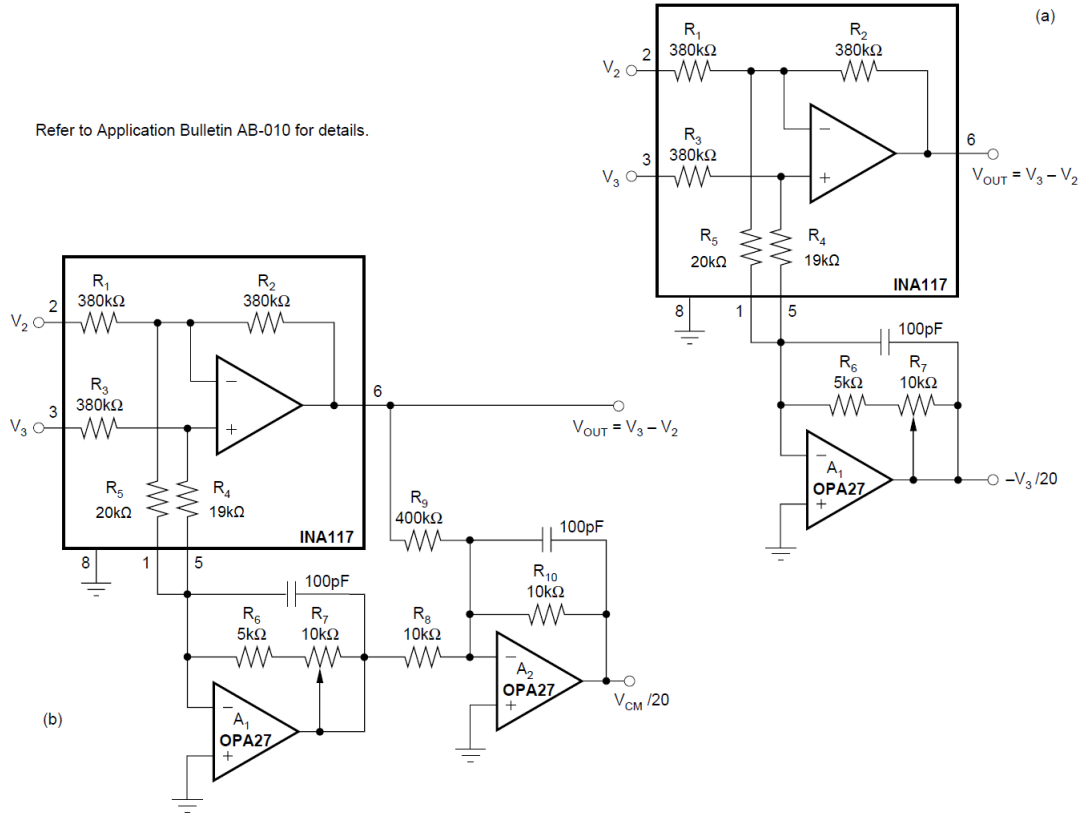 (a)
R1
380kΩ
R2
380kΩ
2
V2
Refer to Application Bulletin AB-010 for details.
R3
380kΩ
3
V3
–
+
6
VOUT = V3 – V2
R5
20kΩ
R4
19kΩ
INA117
8
1
5
100pF
R6
5kΩ
R7
10kΩ
–
A1
OPA27
+
–V3 /20
R1
380kΩ
R2
380kΩ
2
V2
R3
380kΩ
3
V3
–
+
6
VOUT = V3 – V2
R5
20kΩ
R4
19kΩ
INA117
8
1
5
R9
400kΩ
100pF
100pF
R6
5kΩ
R7
10kΩ
R8
10kΩ
R10
10kΩ
–
A2
OPA27
+
VCM /20
(b)
–
A1
OPA27
+